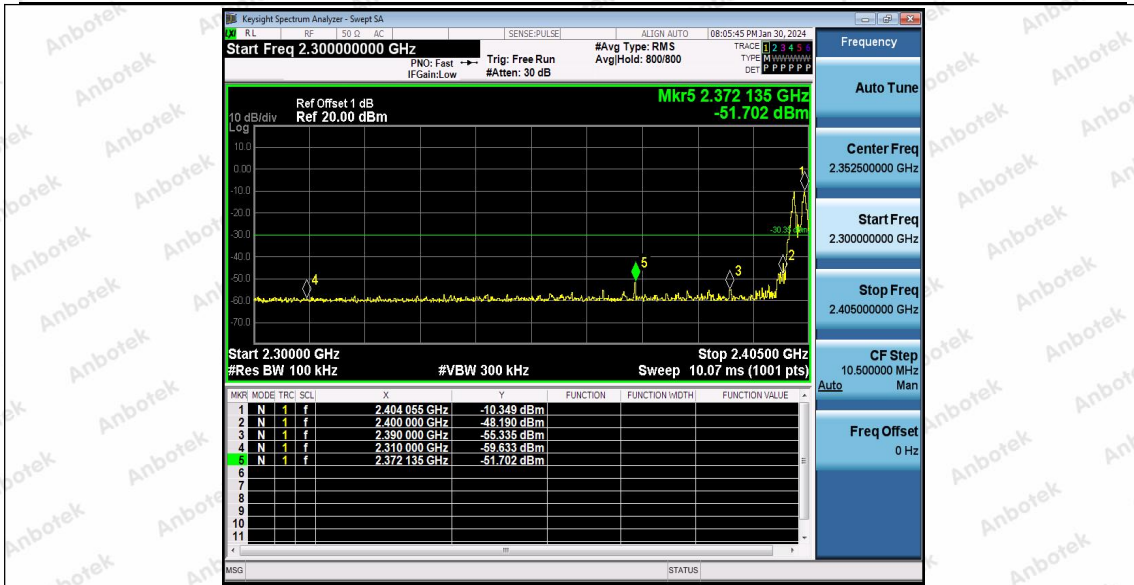 Keysight Spectrum Analyzer - Swept SA
LXI RL RF 50 Ω AC SENSE:PULSE ALIGN AUTO 08:05:45 PM Jan 30, 2024
Start Freq 2.300000000 GHz
PNO: Fast
IFGain:Low
Trig: Free Run
#Atten: 30 dB
#Avg Type: RMS
Avg|Hold: 800/800
TRACE 1 2 3 4 5 6
TYPE M WWWWW
DET P P P P P P
Mkr5 2.372 135 GHz
-51.702 dBm
Ref Offset 1 dB
10 dB/div Ref 20.00 dBm
Log
10.0
0.00
-10.0
-20.0
-30.0
-40.0
-50.0
-60.0
-70.0
1
-30.35 dBm
2
5
3
4
Start 2.30000 GHz Stop 2.40500 GHz
#Res BW 100 kHz #VBW 300 kHz Sweep 10.07 ms (1001 pts)
MKR MODE TRC SCL X Y FUNCTION FUNCTION WIDTH FUNCTION VALUE
1 N 1 f 2.404 055 GHz -10.349 dBm
2 N 1 f 2.400 000 GHz -48.190 dBm
3 N 1 f 2.390 000 GHz -55.335 dBm
4 N 1 f 2.310 000 GHz -59.633 dBm
5 N 1 f 2.372 135 GHz -51.702 dBm
6
7
8
9
10
11
MSG STATUS
Frequency
Auto Tune
Center Freq
2.352500000 GHz
Start Freq
2.300000000 GHz
Stop Freq
2.405000000 GHz
CF Step
10.500000 MHz
Auto Man
Freq Offset
0 Hz
Anbotek